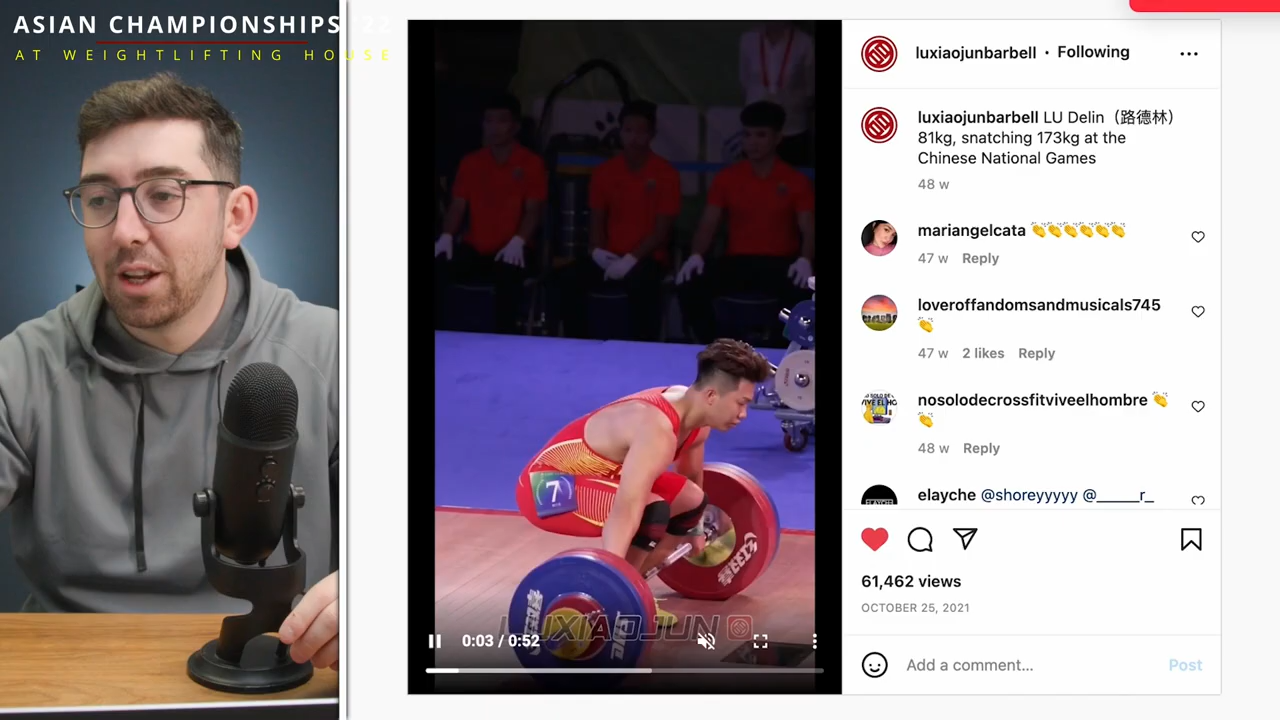 ASIAN CHAMPIONSHIPS '22
AT WEIGHTLIFTING HOUSE
luxiaojunbarbell • Following
luxiaojunbarbell LU Delin（路德林）
81kg, snatching 173kg at the
Chinese National Games
48 w
mariangelcata 👏👏👏👏👏👏
47 w Reply
loveroffandomsandmusicals745
👏
47 w 2 likes Reply
nosolodecrossfitviveelhombre 👏
👏
48 w Reply
elayche @shoreyyyyy @_____r_
61,462 views
OCTOBER 25, 2021
Add a comment... Post
7
LUXIAOJUN
0:03 / 0:52